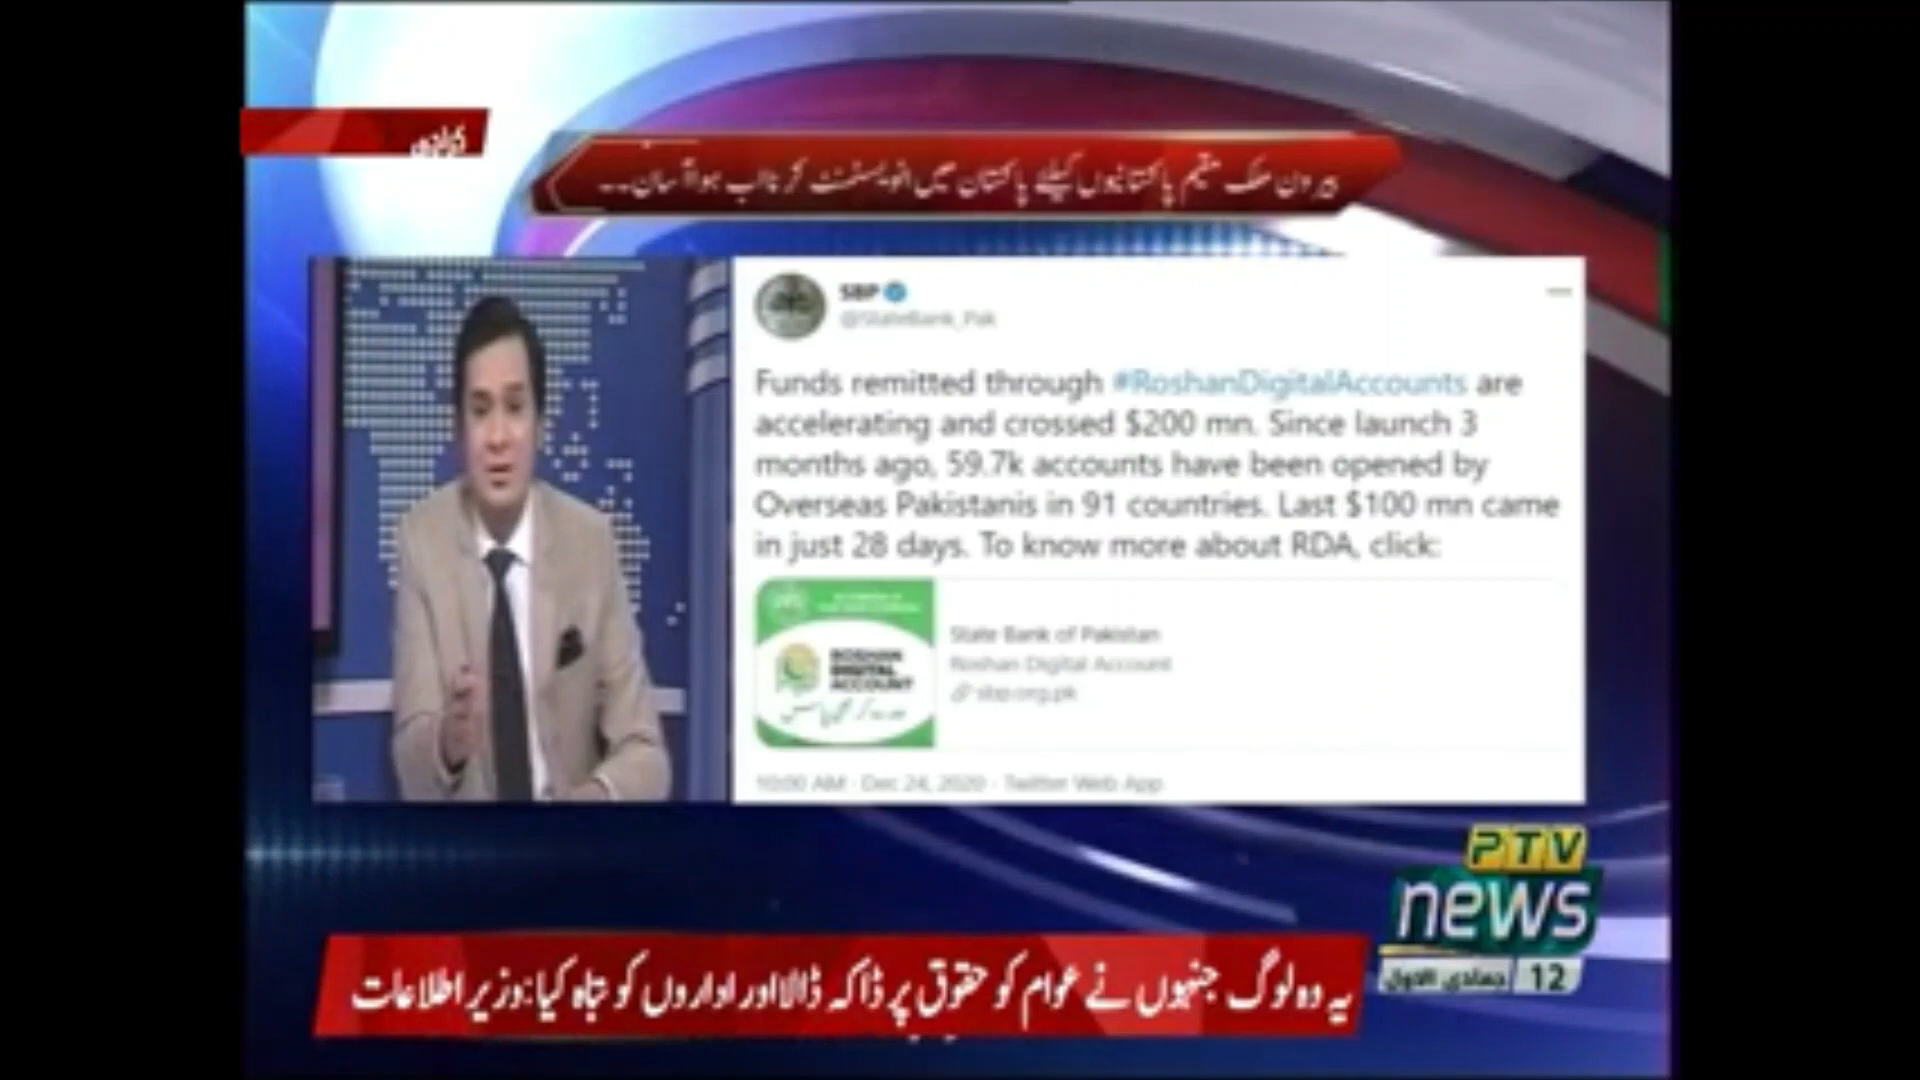 بیرون ملک مقیم پاکستانیوں کیلئے پاکستان میں انویسٹمنٹ کرنا اب ہوا آسان۔۔
SBP
@StateBank_Pak
Funds remitted through #RoshanDigitalAccounts are
accelerating and crossed $200 mn. Since launch 3
months ago, 59.7k accounts have been opened by
Overseas Pakistanis in 91 countries. Last $100 mn came
in just 28 days. To know more about RDA, click:
ROSHAN
DIGITAL
ACCOUNT
State Bank of Pakistan
Roshan Digital Account
sbp.org.pk
10:00 AM · Dec 24, 2020 · Twitter Web App
PTV
news
12 جمادی الاول
یہ وہ لوگ جنہوں نے عوام کو حقوق پر ڈاکہ ڈالا اور اداروں کو تباہ کیا:وزیر اطلاعات